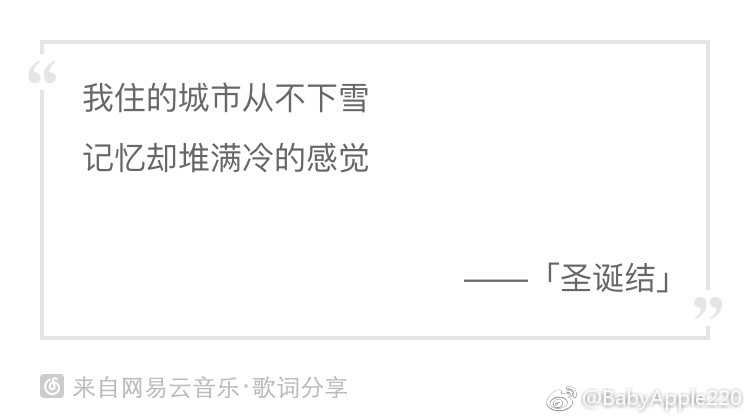 “
我住的城市从不下雪
记忆却堆满冷的感觉
——「圣诞结」
”
来自网易云音乐·歌词分享
@BabyApple220